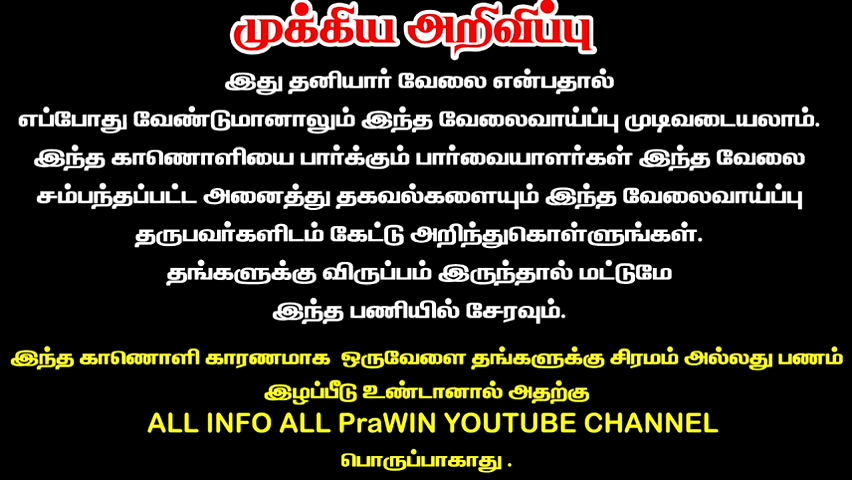 முக்கிய அறிவிப்பு
இது தனியார் வேலை என்பதால்
எப்போது வேண்டுமானாலும் இந்த வேலைவாய்ப்பு முடிவடையலாம்.
இந்த காணொளியை பார்க்கும் பார்வையாளர்கள் இந்த வேலை
சம்பந்தப்பட்ட அனைத்து தகவல்களையும் இந்த வேலைவாய்ப்பு
தருபவர்களிடம் கேட்டு அறிந்துகொள்ளுங்கள்.
தங்களுக்கு விருப்பம் இருந்தால் மட்டுமே
இந்த பணியில் சேரவும்.
இந்த காணொளி காரணமாக ஒருவேளை தங்களுக்கு சிரமம் அல்லது பணம்
இழப்பீடு உண்டானால் அதற்கு
ALL INFO ALL PraWIN YOUTUBE CHANNEL
பொருப்பாகாது .